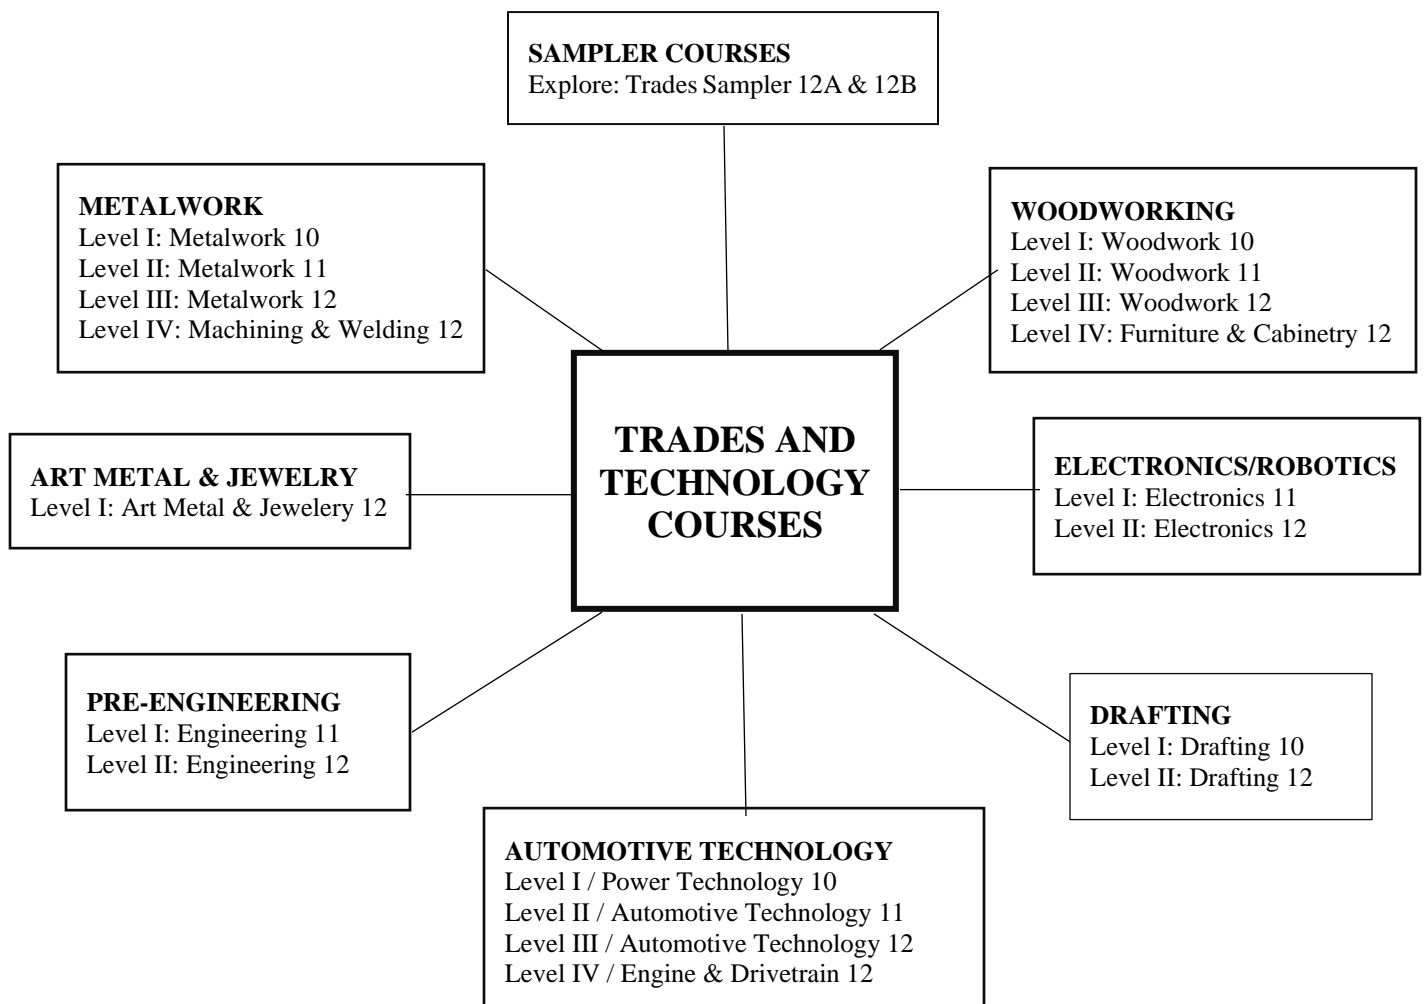 SAMPLER COURSES
Explore: Trades Sampler 12A & 12B
METALWORK
Level I: Metalwork 10
Level II: Metalwork 11
Level III: Metalwork 12
Level IV: Machining & Welding 12
WOODWORKING
Level I: Woodwork 10
Level II: Woodwork 11
Level III: Woodwork 12
Level IV: Furniture & Cabinetry 12
TRADES AND
TECHNOLOGY
COURSES
ART METAL & JEWELRY
Level I: Art Metal & Jewelery 12
ELECTRONICS/ROBOTICS
Level I: Electronics 11
Level II: Electronics 12
PRE-ENGINEERING
Level I: Engineering 11
Level II: Engineering 12
DRAFTING
Level I: Drafting 10
Level II: Drafting 12
AUTOMOTIVE TECHNOLOGY
Level I / Power Technology 10
Level II / Automotive Technology 11
Level III / Automotive Technology 12
Level IV / Engine & Drivetrain 12